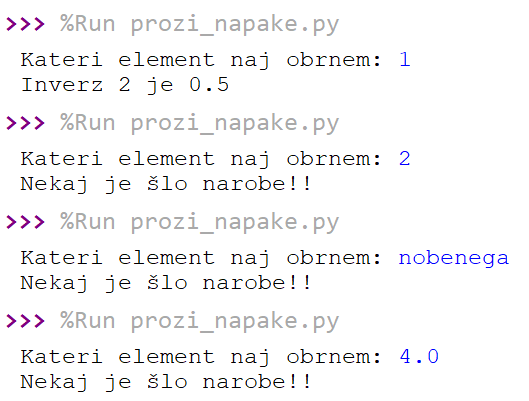 >>> %Run prozi_napake.py
Kateri element naj obrnem: 1
Inverz 2 je 0.5
>>> %Run prozi_napake.py
Kateri element naj obrnem: 2
Nekaj je šlo narobe!!
>>> %Run prozi_napake.py
Kateri element naj obrnem: nobenega
Nekaj je šlo narobe!!
>>> %Run prozi_napake.py
Kateri element naj obrnem: 4.0
Nekaj je šlo narobe!!